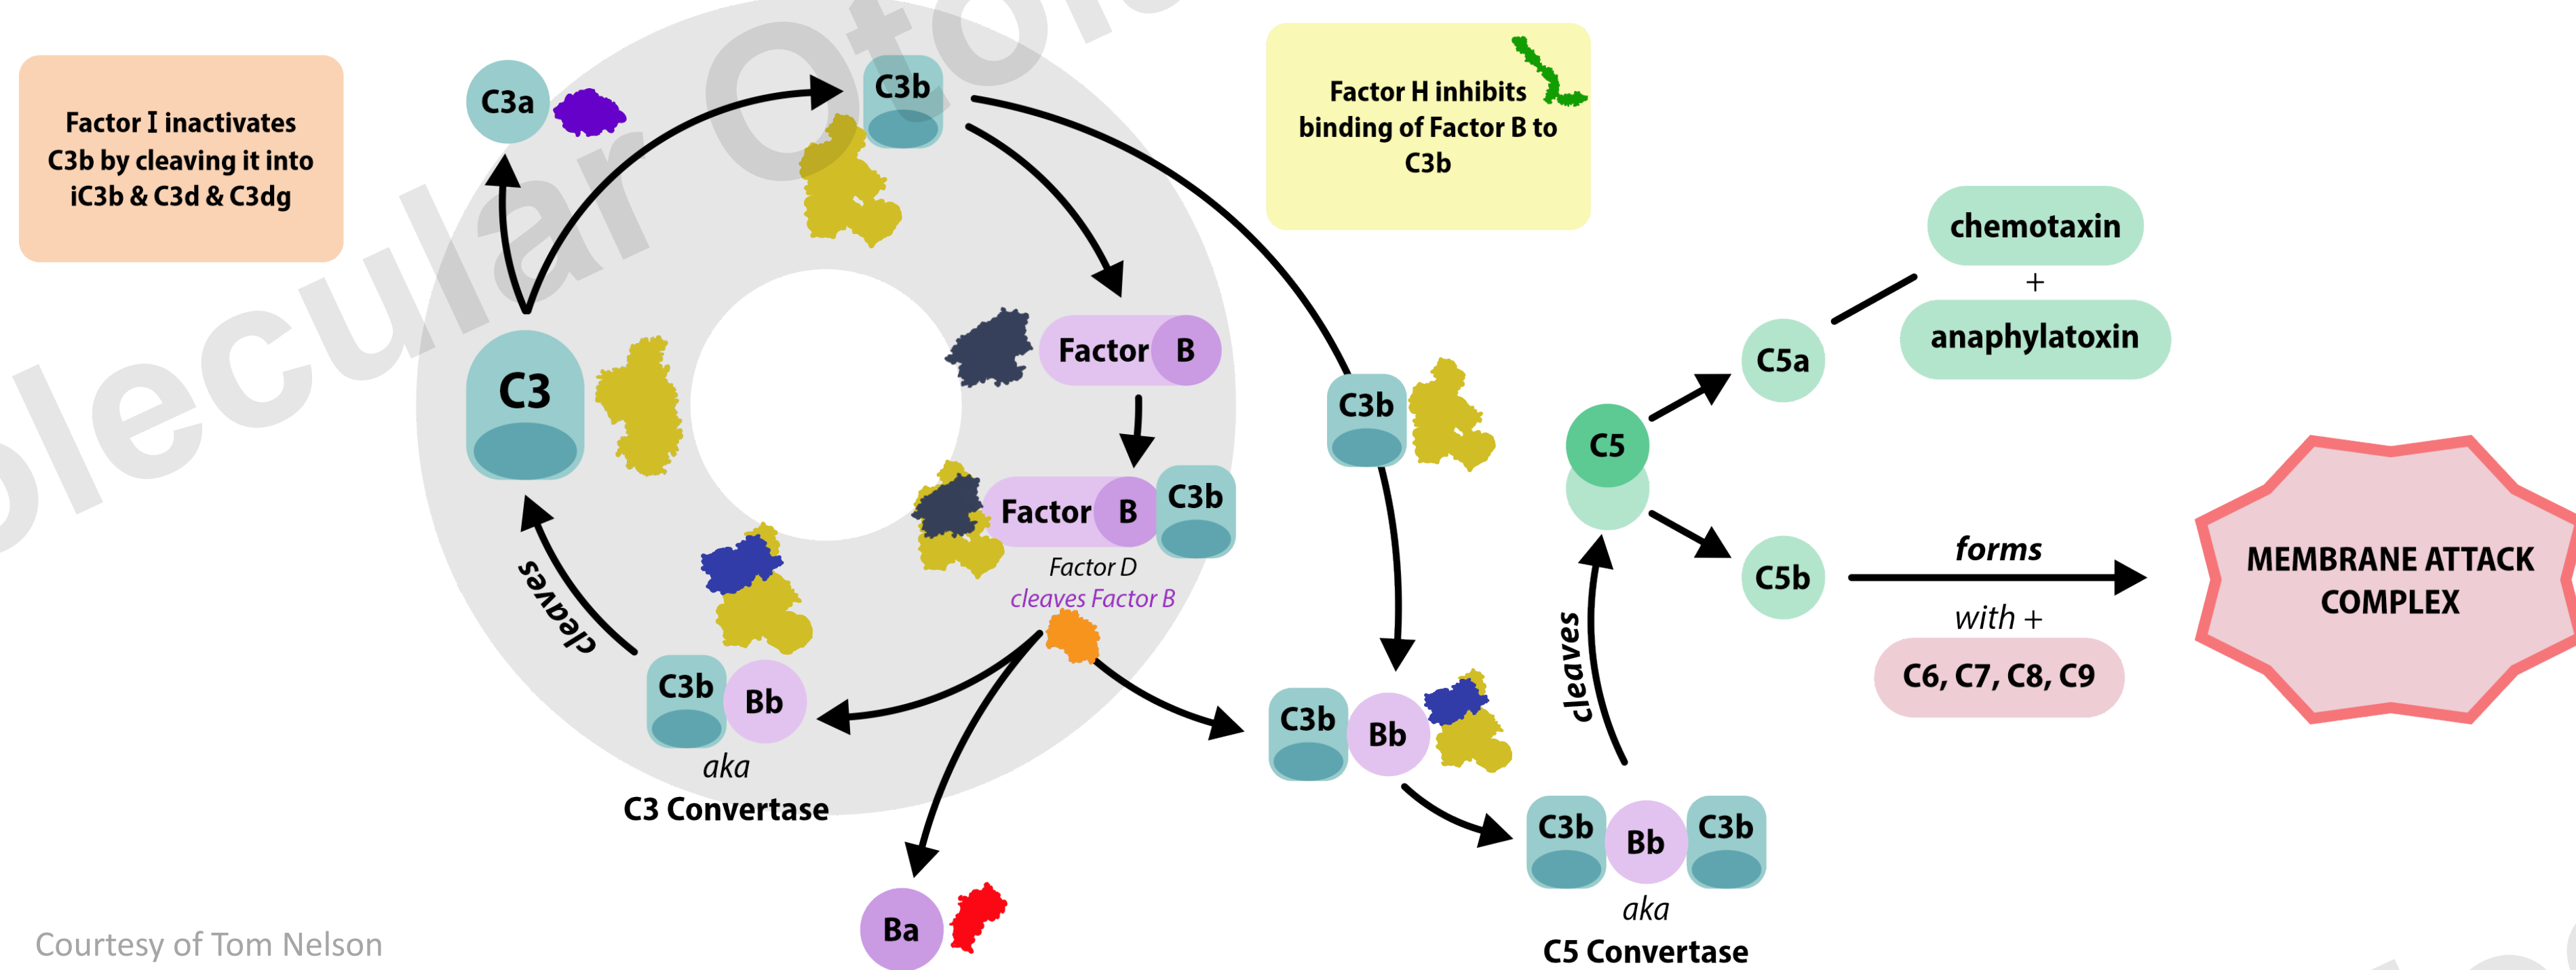 Factor I inactivates
C3b by cleaving it into
iC3b & C3d & C3dg
C3a
C3b
Factor H inhibits
binding of Factor B to
C3b
chemotaxin
+
anaphylatoxin
C5a
Factor B
C3
C3b
C5
Factor B C3b
Factor D
cleaves Factor B
cleaves
C3b Bb
aka
C3 Convertase
C5b
forms
with +
C6, C7, C8, C9
MEMBRANE ATTACK
COMPLEX
cleaves
C3b Bb
C3b Bb C3b
aka
C5 Convertase
Ba
Courtesy of Tom Nelson